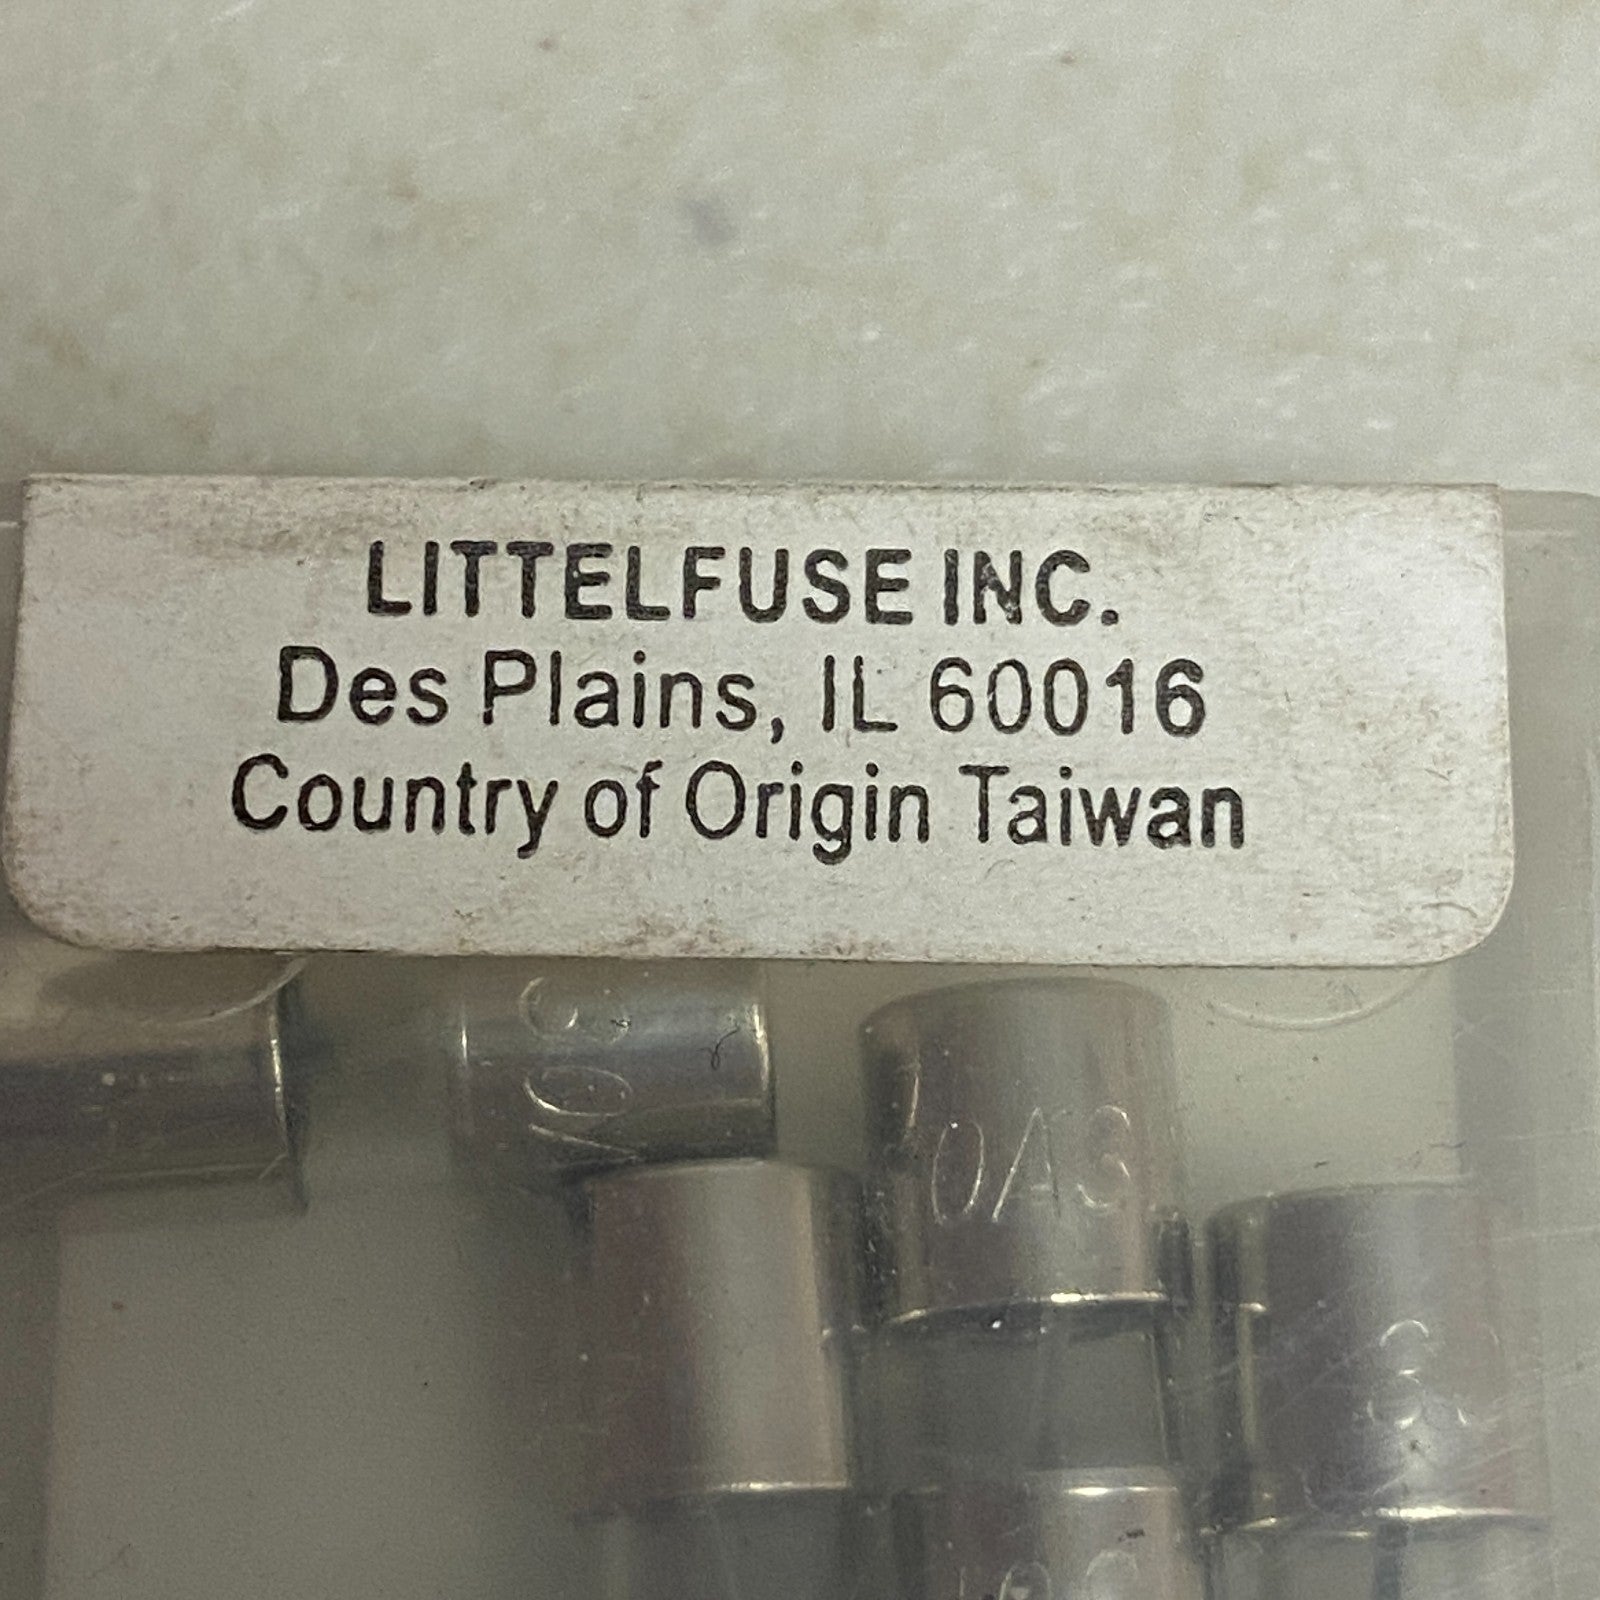 LITTELFUSE INC.
Des Plains, IL 60016
Country of Origin Taiwan